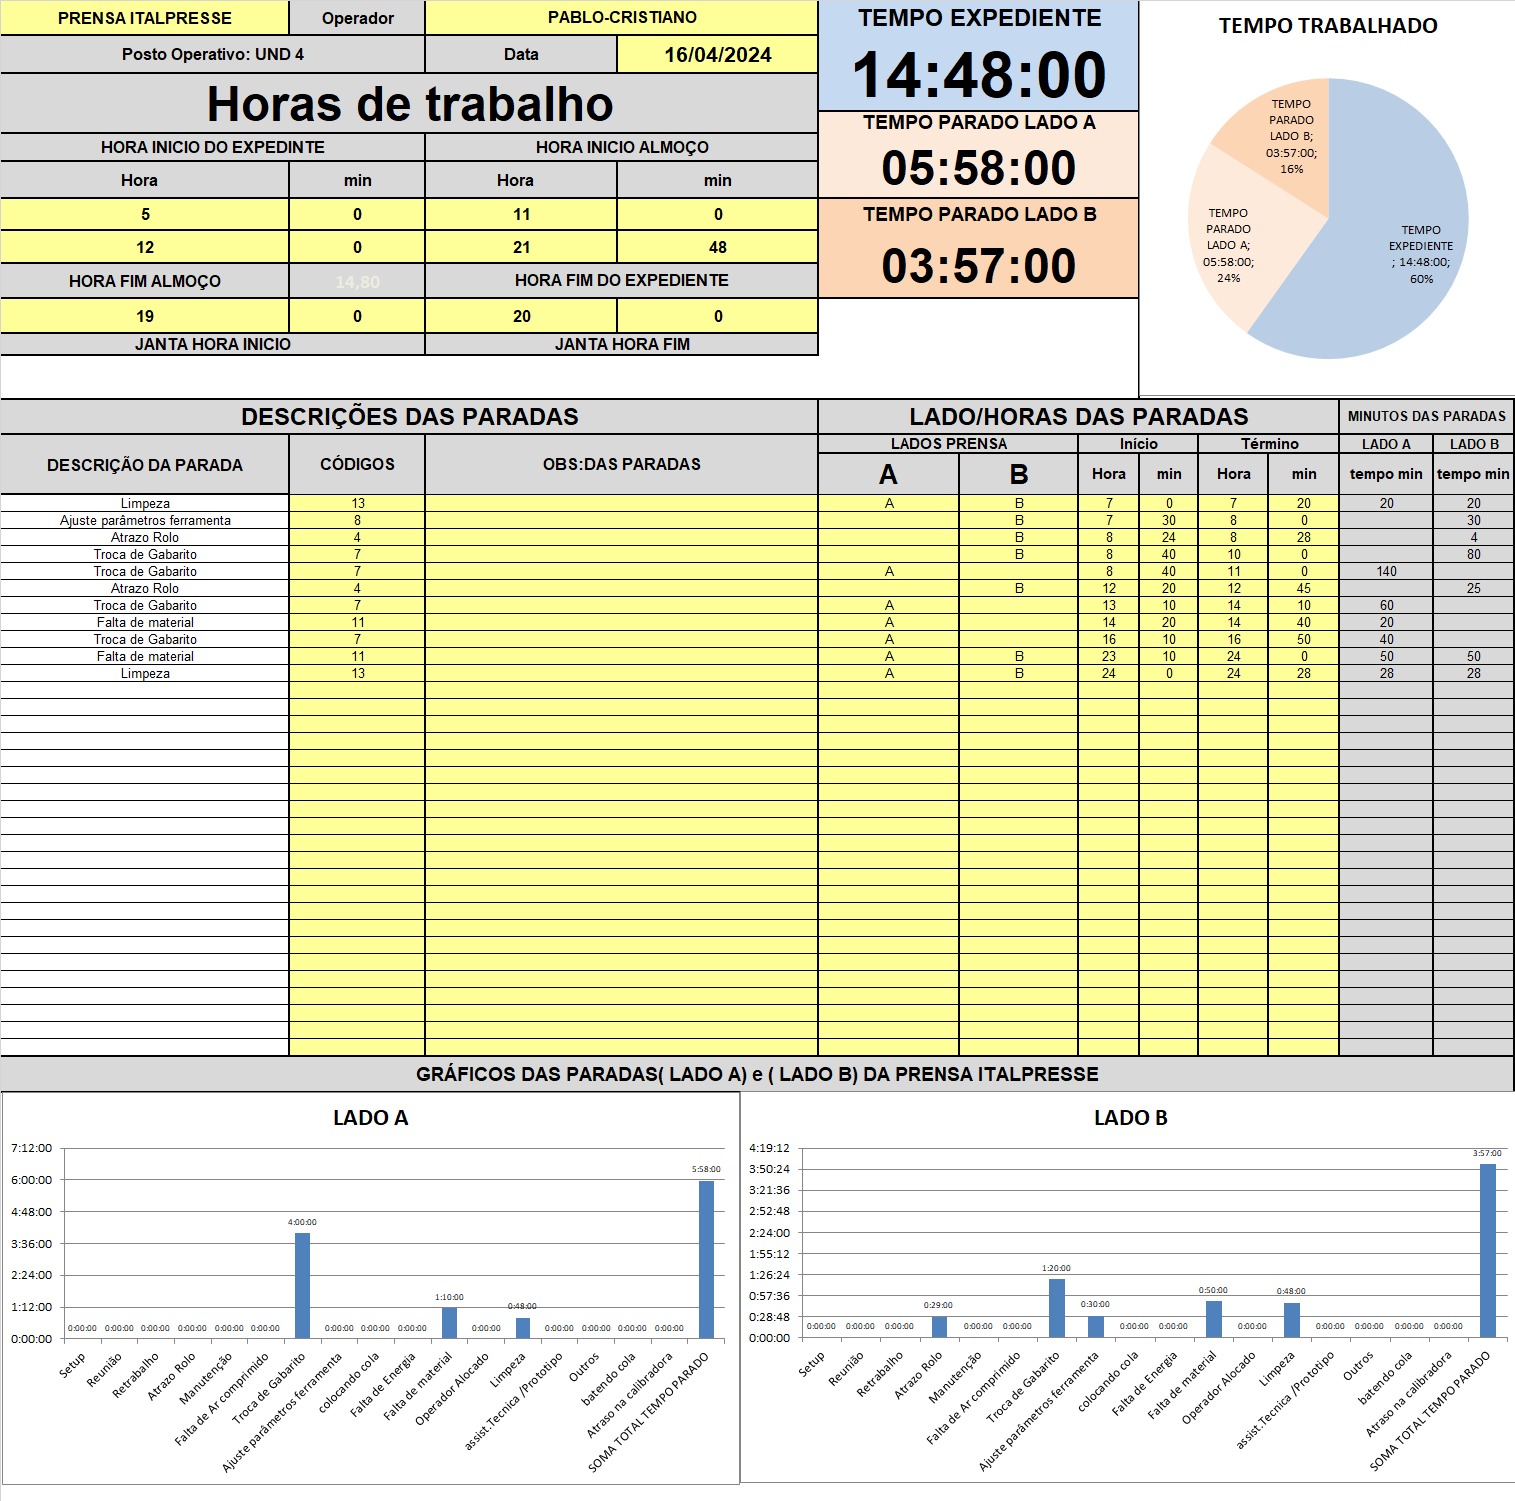 PRENSA ITALPRESSE Operador PABLO-CRISTIANO
Posto Operativo: UND 4 Data 16/04/2024
Horas de trabalho
HORA INICIO DO EXPEDINTE HORA INICIO ALMOÇO
Hora min Hora min
5 0 11 0
12 0 21 48
HORA FIM ALMOÇO 14,80 HORA FIM DO EXPEDIENTE
19 0 20 0
JANTA HORA INICIO JANTA HORA FIM
TEMPO EXPEDIENTE
14:48:00
TEMPO PARADO LADO A
05:58:00
TEMPO PARADO LADO B
03:57:00
TEMPO TRABALHADO
TEMPO
PARADO
LADO B;
03:57:00;
16%
TEMPO
PARADO
LADO A;
05:58:00;
24%
TEMPO
EXPEDIENTE
; 14:48:00;
60%
DESCRIÇÕES DAS PARADAS LADO/HORAS DAS PARADAS MINUTOS DAS PARADAS
LADOS PRENSA Início Término LADO A LADO B
DESCRIÇÃO DA PARADA CÓDIGOS OBS:DAS PARADAS A B Hora min Hora min tempo min tempo min
Limpeza 13 A B 7 0 7 20 20 20
Ajuste parâmetros ferramenta 8 B 7 30 8 0 30
Atrazo Rolo 4 B 8 24 8 28 4
Troca de Gabarito 7 B 8 40 10 0 80
Troca de Gabarito 7 A 8 40 11 0 140
Atrazo Rolo 4 B 12 20 12 45 25
Troca de Gabarito 7 A 13 10 14 10 60
Falta de material 11 A 14 20 14 40 20
Troca de Gabarito 7 A 16 10 16 50 40
Falta de material 11 A B 23 10 24 0 50 50
Limpeza 13 A B 24 0 24 28 28 28
GRÁFICOS DAS PARADAS( LADO A) e ( LADO B) DA PRENSA ITALPRESSE
LADO A
7:12:00
6:00:00
4:48:00
3:36:00
2:24:00
1:12:00
0:00:00
0:00:00 0:00:00 0:00:00 0:00:00 0:00:00 0:00:00 4:00:00 0:00:00 0:00:00 0:00:00 1:10:00 0:00:00 0:48:00 0:00:00 0:00:00 0:00:00 0:00:00 5:58:00
Setup
Reunião
Retrabalho
Atrazo Rolo
Manutenção
Falta de Ar comprimido
Troca de Gabarito
Ajuste parâmetros ferramenta
colocando cola
Falta de Energia
Falta de material
Operador Alocado
Limpeza
assist.Tecnica /Prototipo
Outros
batendo cola
Atraso na calibradora
SOMA TOTAL TEMPO PARADO
LADO B
4:19:12
3:50:24
3:21:36
2:52:48
2:24:00
1:55:12
1:26:24
0:57:36
0:28:48
0:00:00
0:00:00 0:00:00 0:00:00 0:29:00 0:00:00 0:00:00 1:20:00 0:30:00 0:00:00 0:00:00 0:50:00 0:00:00 0:48:00 0:00:00 0:00:00 0:00:00 0:00:00 3:57:00
Setup
Reunião
Retrabalho
Atrazo Rolo
Manutenção
Falta de Ar comprimido
Troca de Gabarito
Ajuste parâmetros ferramenta
colocando cola
Falta de Energia
Falta de material
Operador Alocado
Limpeza
assist.Tecnica /Prototipo
Outros
batendo cola
Atraso na calibradora
SOMA TOTAL TEMPO PARADO